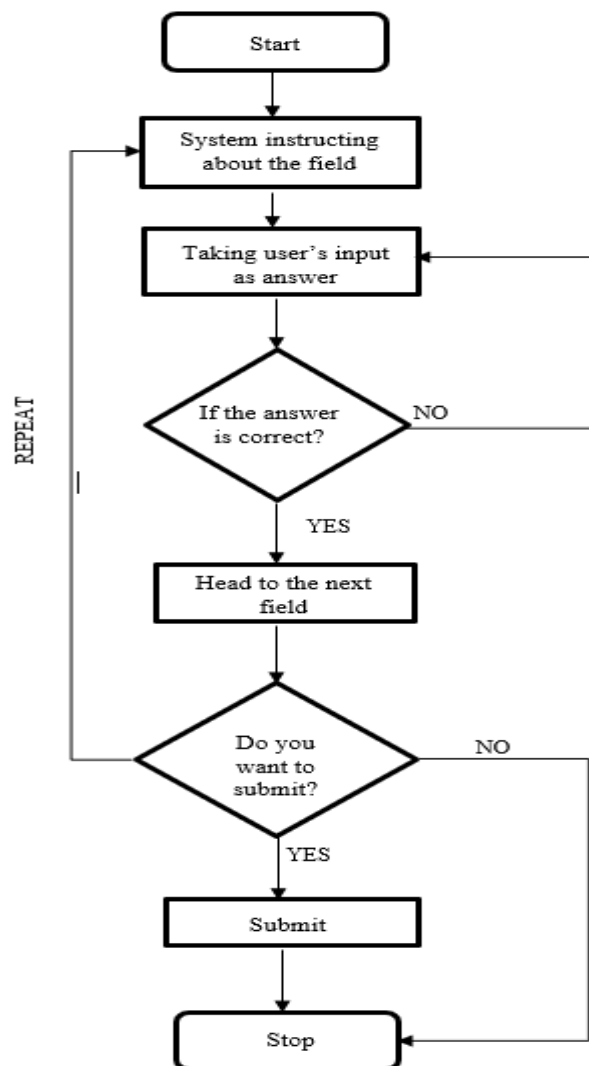 Start
System instructing
about the field
Taking user's input
as answer
If the answer
is correct?
NO
REPEAT
YES
Head to the next
field
Do you
want to
submit?
NO
YES
Submit
Stop